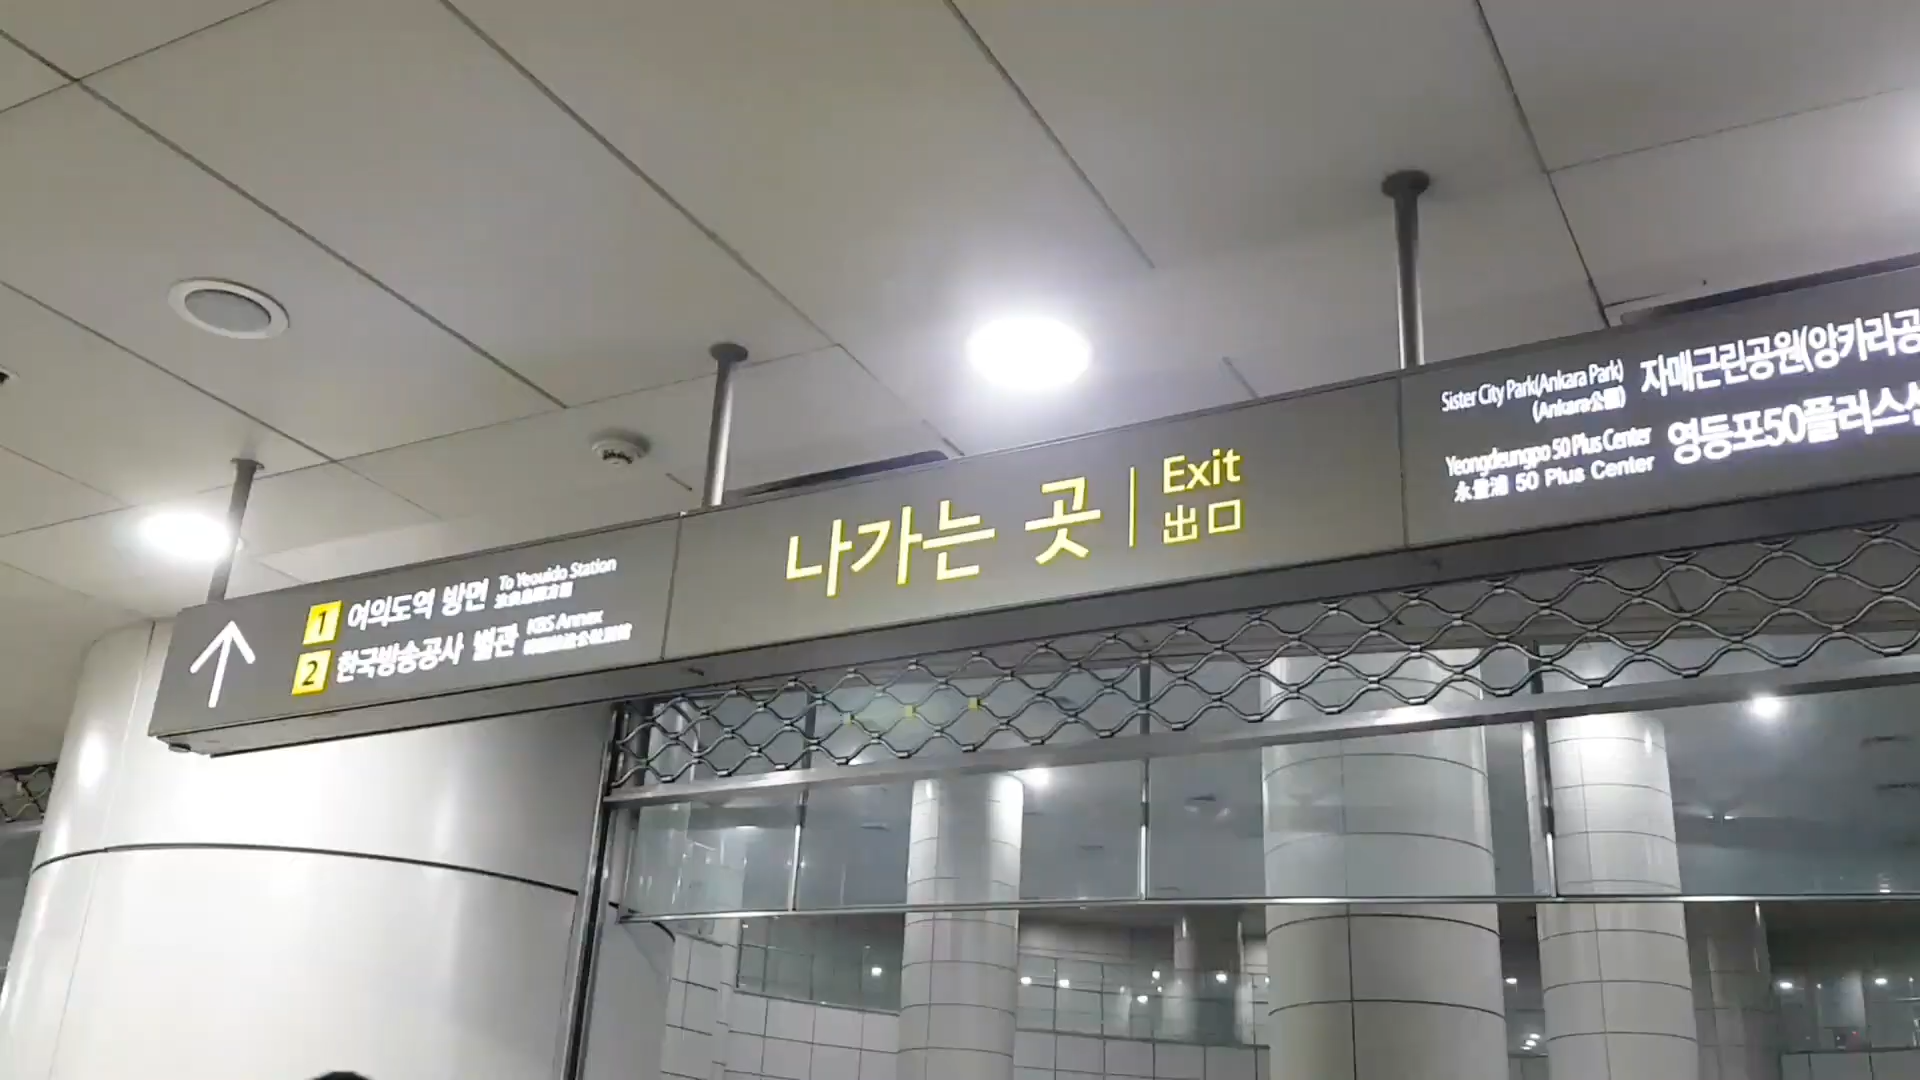 1 여의도역 방면 To Yeouido Station
2 한국방송공사 별관 KBS Annex
나가는 곳 Exit
出口
Sister City Park(Ankara Park) 자매근린공원(앙카라공
(Ankara公園)
Yeongdeungpo 50 Plus Center 영등포50플러스센
永登浦 50 Plus Center